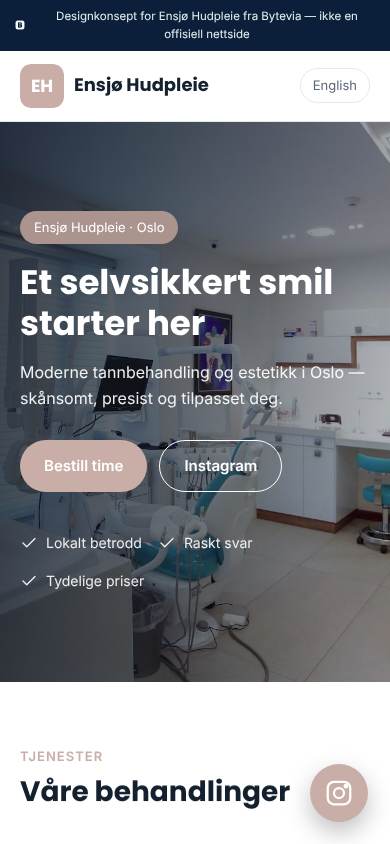 Designkonsept for Ensjø Hudpleie fra Bytevia — ikke en
offisiell nettside
EH
Ensjø Hudpleie
English
Ensjø Hudpleie · Oslo
Et selvsikkert smil
starter her
Moderne tannbehandling og estetikk i Oslo —
skånsomt, presist og tilpasset deg.
Bestill time
Instagram
Lokalt betrodd
Raskt svar
Tydelige priser
TJENESTER
Våre behandlinger